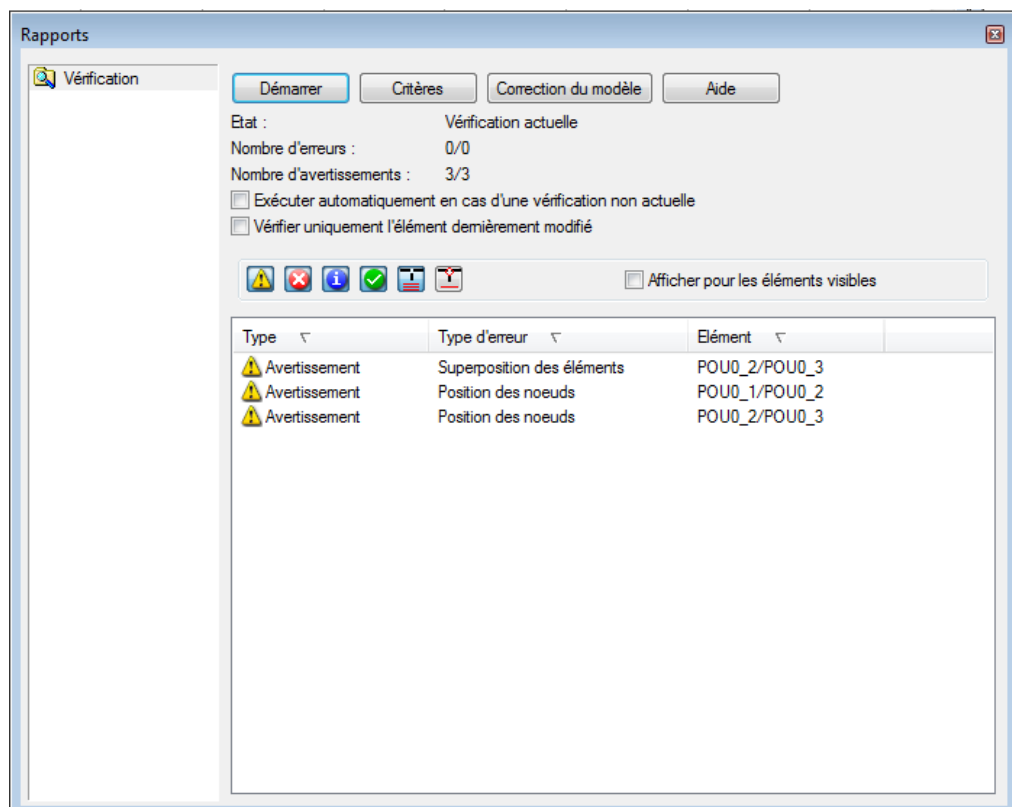 Rapports
Vérification
Démarrer Critères Correction du modèle Aide
Etat : Vérification actuelle
Nombre d'erreurs : 0/0
Nombre d'avertissements : 3/3
Exécuter automatiquement en cas d'une vérification non actuelle
Vérifier uniquement l'élément dernièrement modifié
Afficher pour les éléments visibles
Type Type d'erreur Elément
Avertissement Superposition des éléments POU0_2/POU0_3
Avertissement Position des noeuds POU0_1/POU0_2
Avertissement Position des noeuds POU0_2/POU0_3